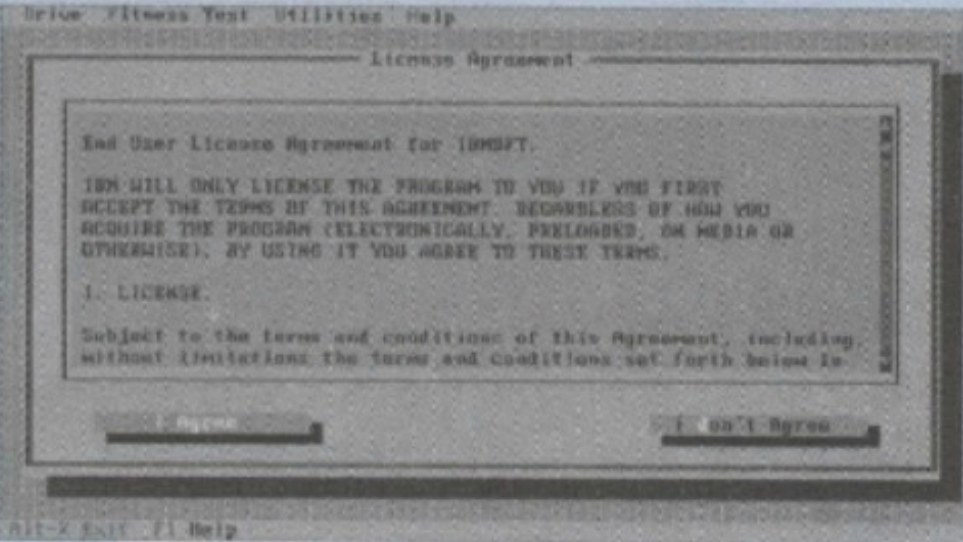 Drive Fitness Test Utilities Help
License Agreement
End User License Agreement for IBMDFT.
IBM WILL ONLY LICENSE THE PROGRAM TO YOU IF YOU FIRST
ACCEPT THE TERMS OF THIS AGREEMENT. REGARDLESS OF HOW YOU
ACQUIRE THE PROGRAM (ELECTRONICALLY, PRELOADED, ON MEDIA OR
OTHERWISE), BY USING IT YOU AGREE TO THESE TERMS.
1. LICENSE.
Subject to the terms and conditions of this Agreement, including,
without limitations the terms and conditions set forth below in
I Agree I don't Agree
Alt-X Exit F1 Help